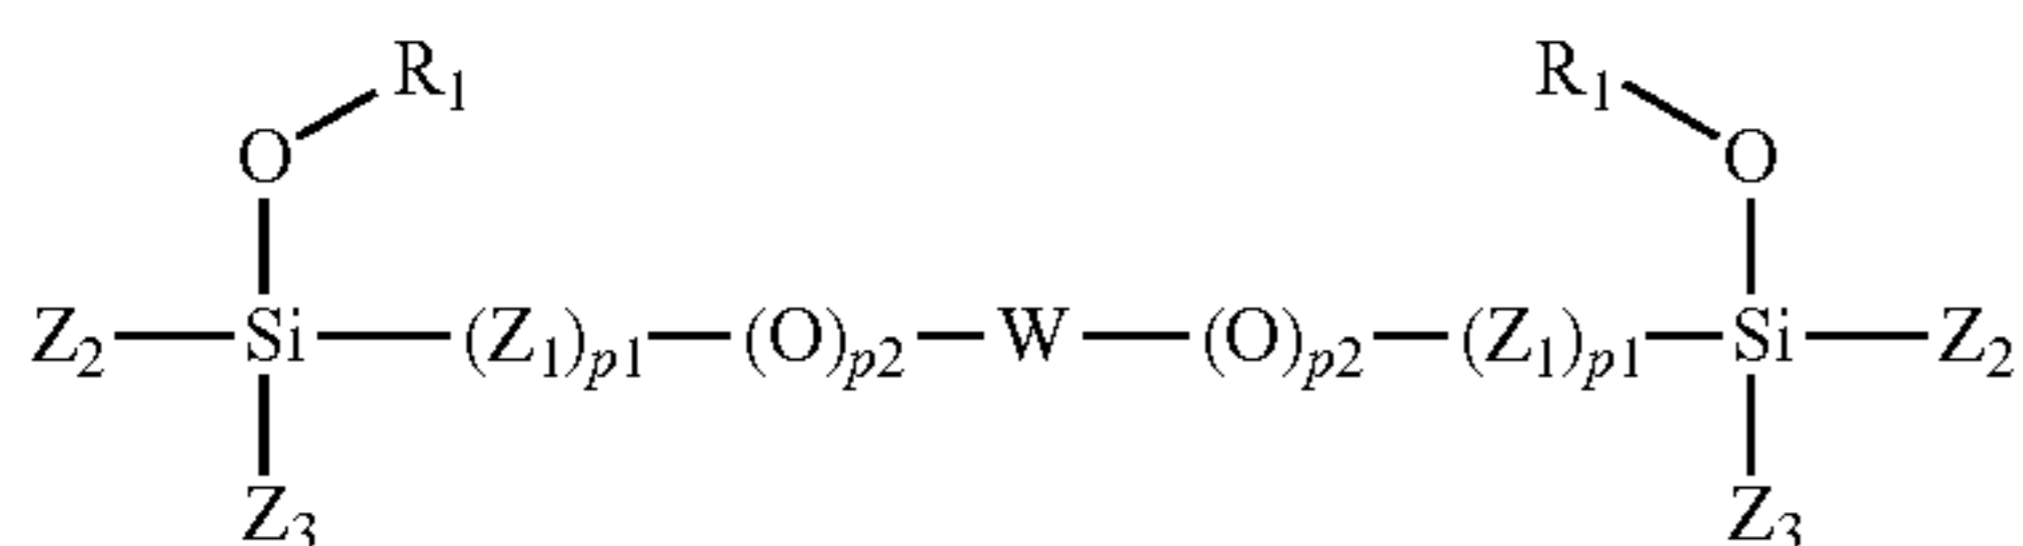 R₁ R₁
O O
Z₂ Si (Z₁)ₚ₁ (O)ₚ₂ W (O)ₚ₂ (Z₁)ₚ₁ Si Z₂
Z₃ Z₃